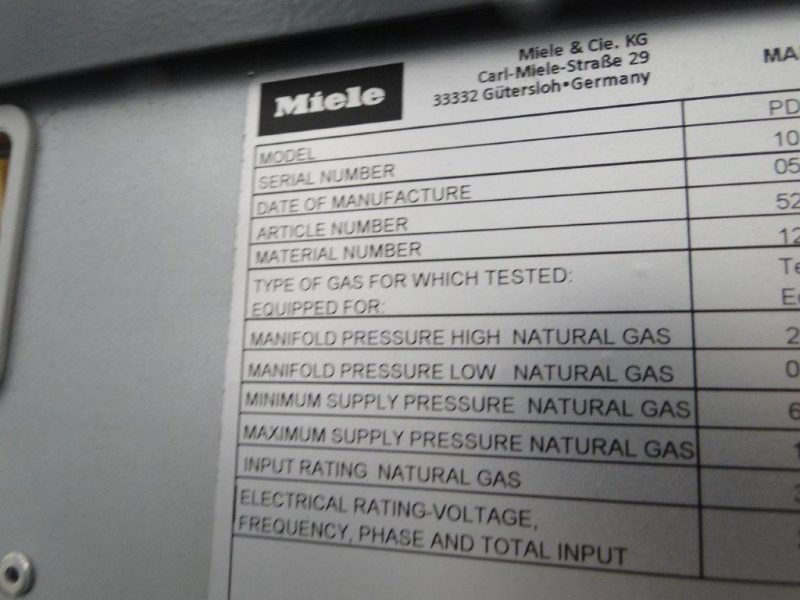 Miele
Miele & Cie. KG
Carl-Miele-Straße 29
33332 Gütersloh•Germany
MODEL
SERIAL NUMBER
DATE OF MANUFACTURE
ARTICLE NUMBER
MATERIAL NUMBER
TYPE OF GAS FOR WHICH TESTED:
EQUIPPED FOR:
MANIFOLD PRESSURE HIGH NATURAL GAS
MANIFOLD PRESSURE LOW NATURAL GAS
MINIMUM SUPPLY PRESSURE NATURAL GAS
MAXIMUM SUPPLY PRESSURE NATURAL GAS
INPUT RATING NATURAL GAS
ELECTRICAL RATING-VOLTAGE,
FREQUENCY, PHASE AND TOTAL INPUT